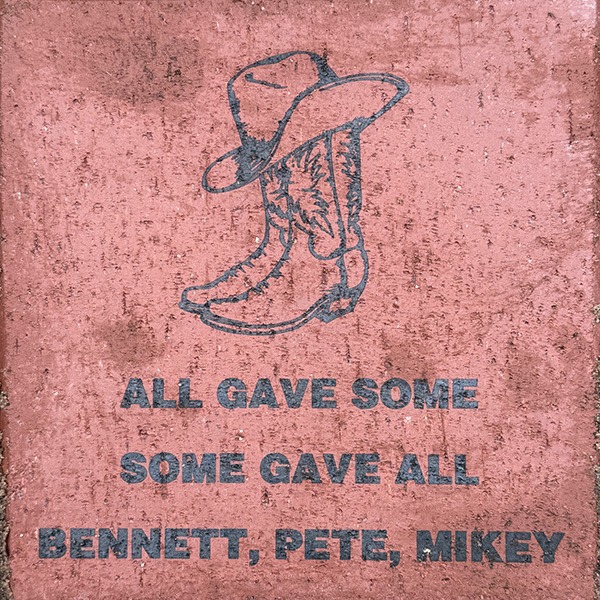 ALL GAVE SOME
SOME GAVE ALL
BENNETT, PETE, MIKEY